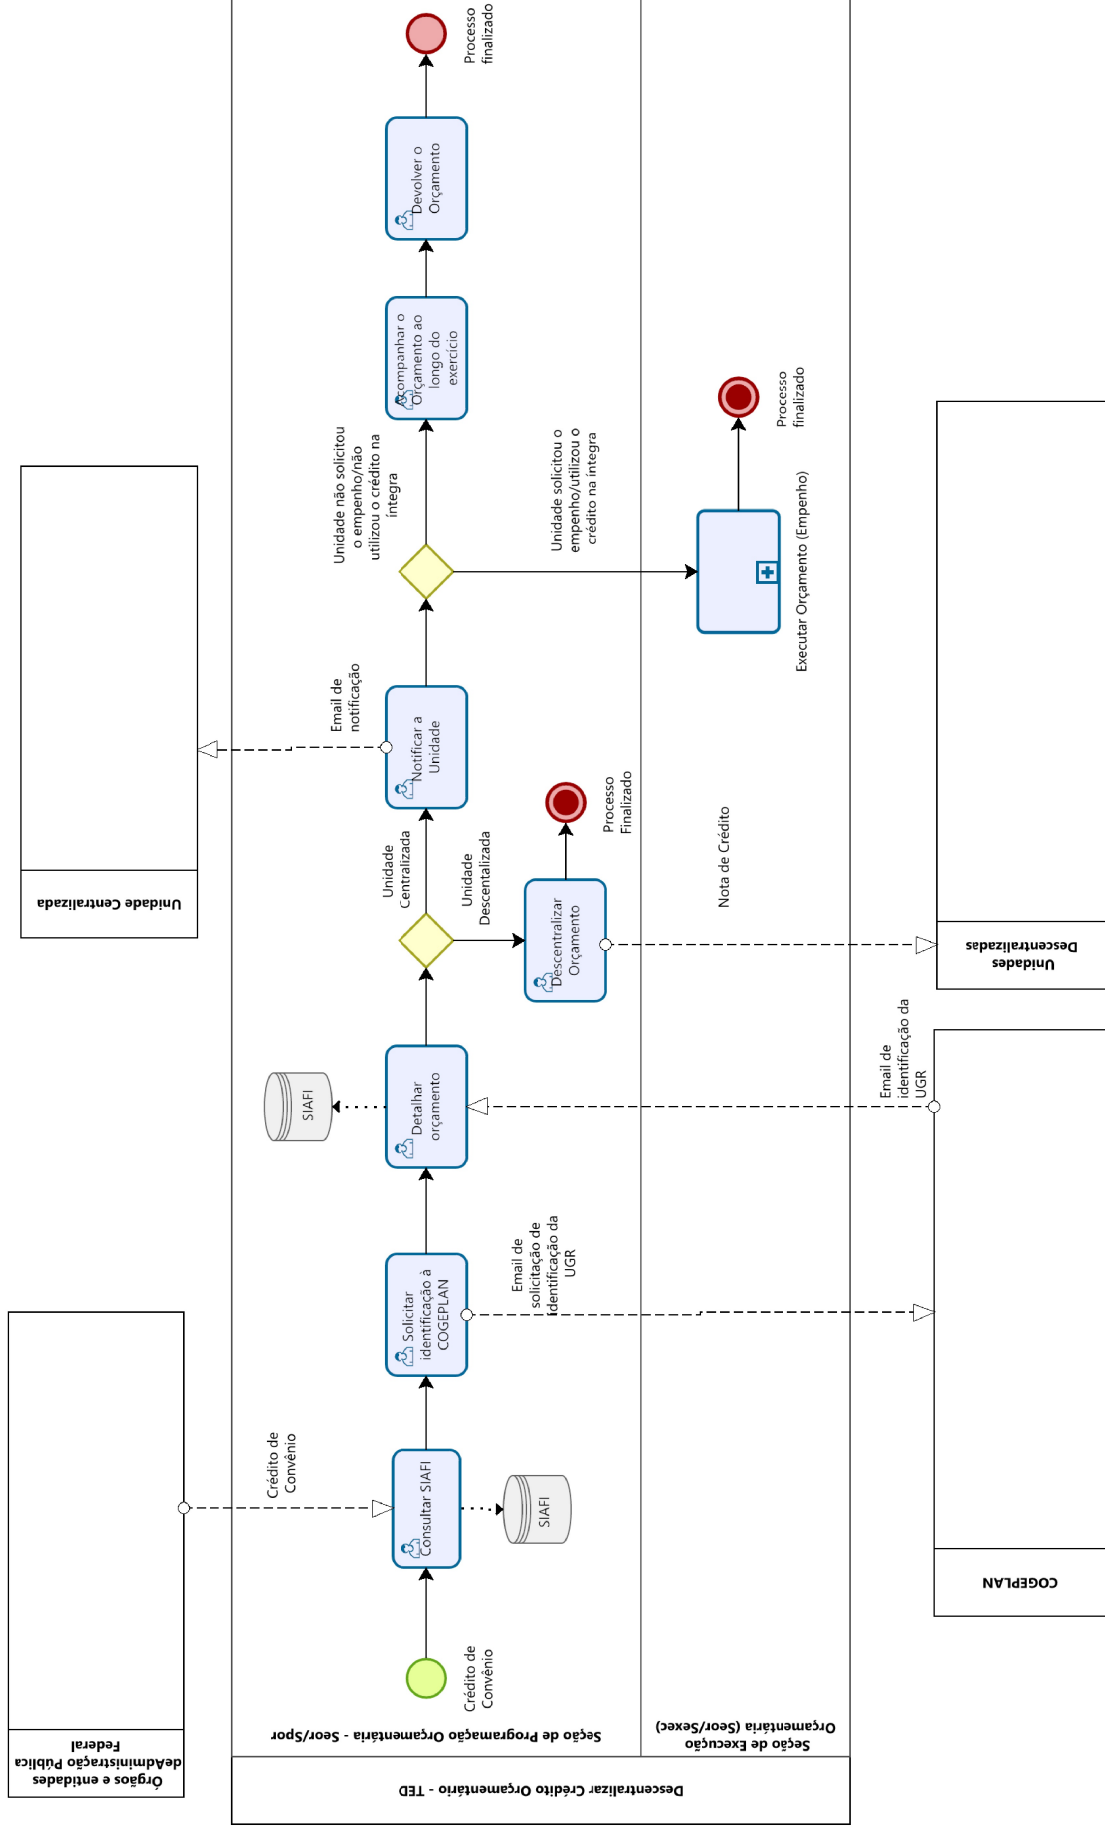 Órgãos e entidades
deAdministração Pública
Federal
Unidade Centralizada
Descentralizar Crédito Orçamentário - TED
Seção de Programação Orçamentária - Seor/Spor
Crédito de
Convênio
Crédito de
Convênio
Consultar SIAFI
SIAFI
Solicitar
identificação à
COGEPLAN
Email de
solicitação de
identificação da
UGR
Detalhar
orçamento
SIAFI
Unidade
Centralizada
Unidade
Descentalizada
Descentralizar
Orçamento
Processo
Finalizado
Notificar a
Unidade
Email de
notificação
Unidade não solicitou
o empenho/não
utilizou o crédito na
íntegra
Unidade solicitou o
empenho/utilizou o
crédito na íntegra
Acompanhar o
Orçamento ao
longo do
exercício
Devolver o
Orçamento
Processo
finalizado
Seção de Execução de
Orçamentária (Seor/Sexec)
Nota de Crédito
Executar Orçamento (Empenho)
Processo
finalizado
COGEPLAN
Email de
identificação da
UGR
Unidades
Descentralizadas